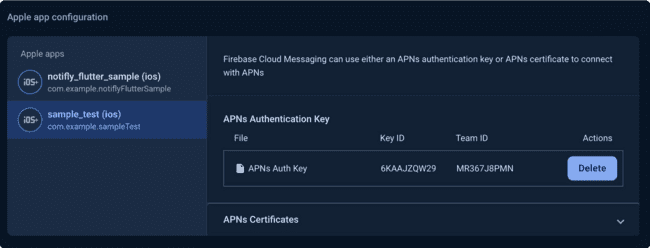 Apple app configuration
Apple apps
iOS+
notifly_flutter_sample (ios)
com.example.notiflyFlutterSample
iOS+
sample_test (ios)
com.example.sampleTest
Firebase Cloud Messaging can use either an APNs authentication key or APNs certificate to connect
with APNs
APNs Authentication Key
File Key ID Team ID Actions
APNs Auth Key 6KAAJZQW29 MR367J8PMN Delete
APNs Certificates